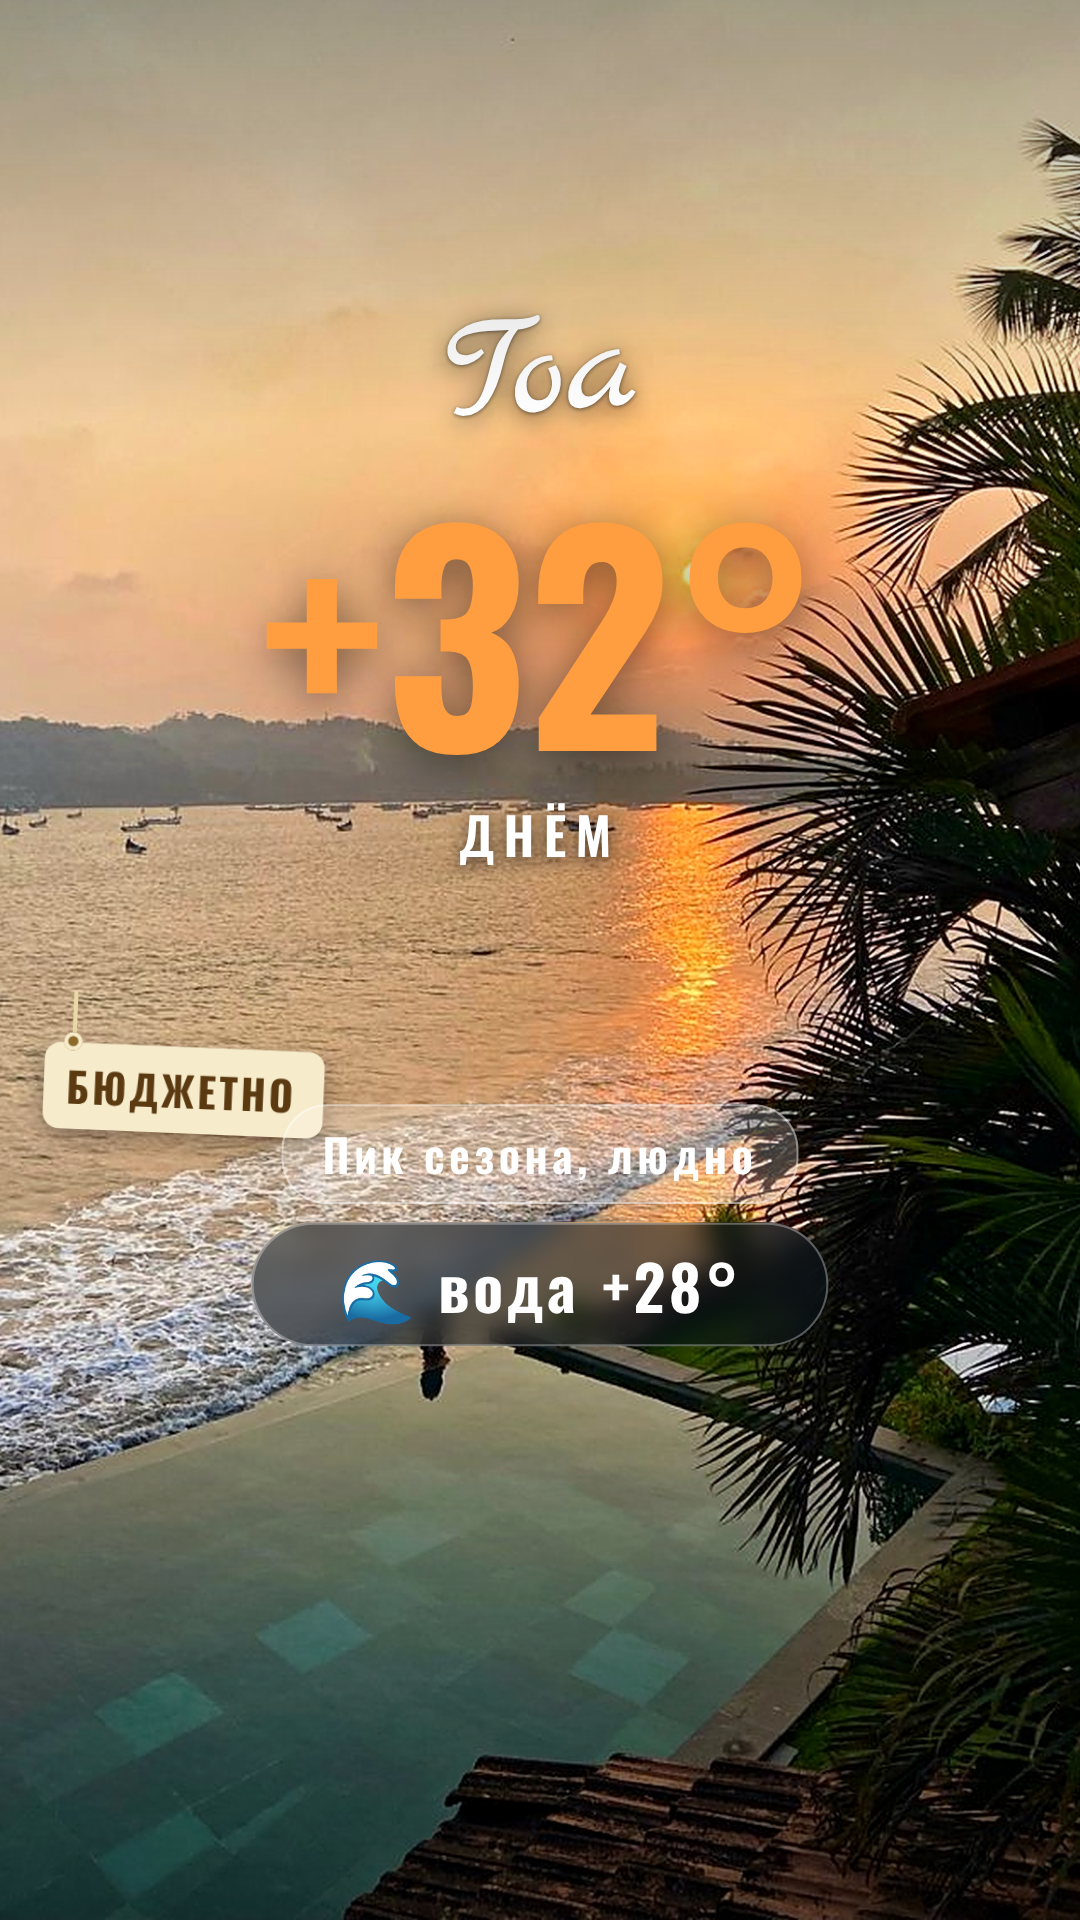 Гоа
+32°
ДНЁМ
БЮДЖЕТНО
Пик сезона, людно
🌊 вода +28°